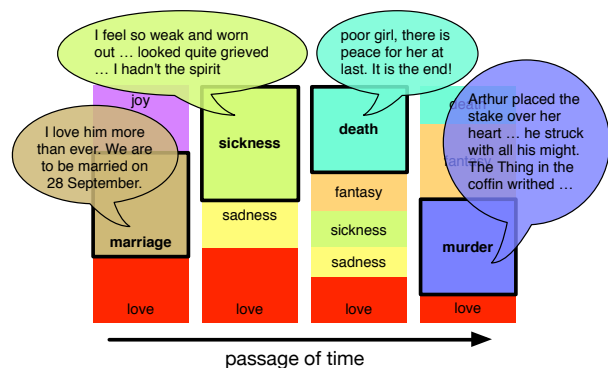 I feel so weak and worn
out … looked quite grieved
… I hadn't the spirit
poor girl, there is
peace for her at
last. It is the end!
Arthur placed the
stake over her
heart … he struck
with all his might.
The Thing in the
coffin writhed …
I love him more
than ever. We are
to be married on
28 September.
joy
marriage
love
sickness
sadness
love
death
fantasy
sickness
sadness
love
death
fantasy
murder
love
passage of time